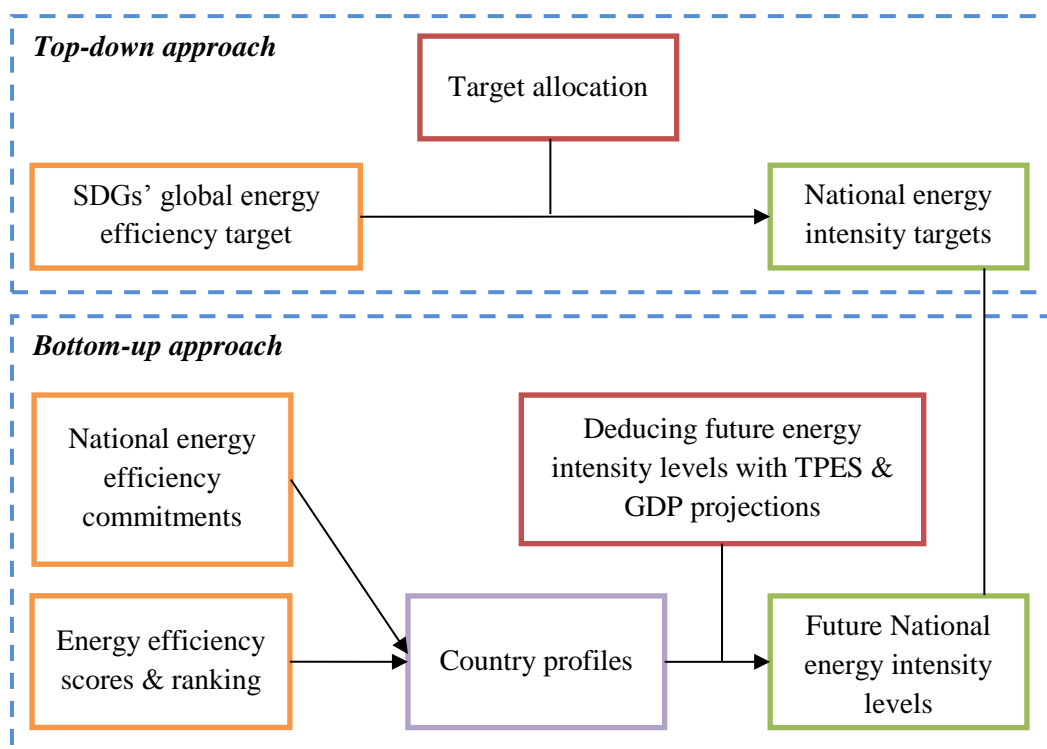 Top-down approach
Target allocation
SDGs’ global energy
efficiency target
National energy
intensity targets
Bottom-up approach
National energy
efficiency
commitments
Deducing future energy
intensity levels with TPES &
GDP projections
Energy efficiency
scores & ranking
Country profiles
Future National
energy intensity
levels